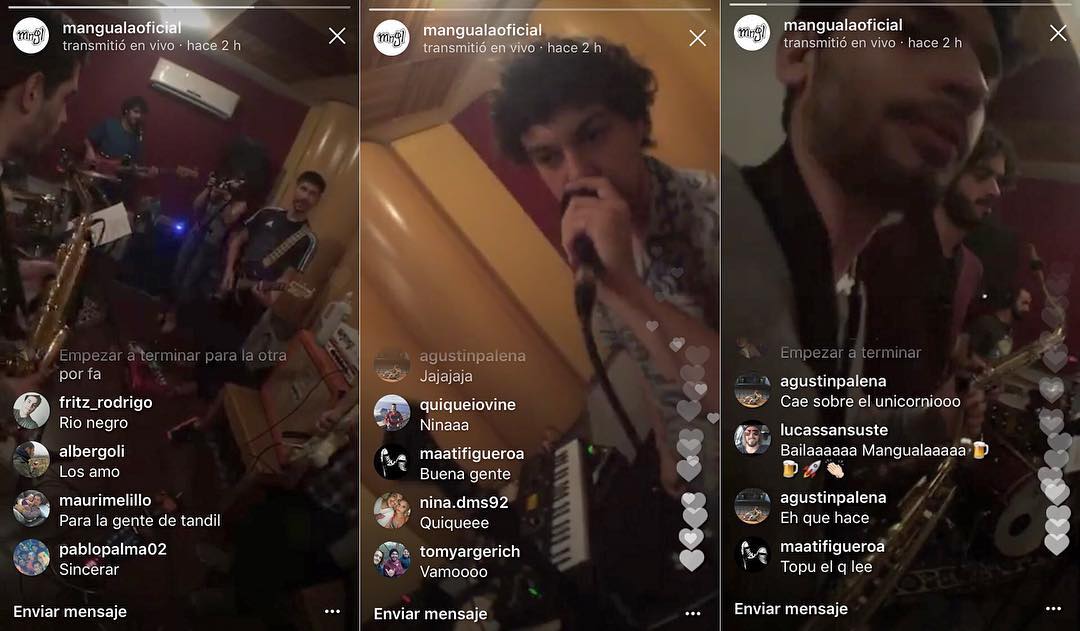 mngl
mangualaoficial
transmitió en vivo · hace 2 h
Empezar a terminar para la otra
por fa
fritz_rodrigo
Rio negro
albergoli
Los amo
maurimelillo
Para la gente de tandil
pablopalma02
Sincerar
Enviar mensaje
mngl
mangualaoficial
transmitió en vivo · hace 2 h
agustinpalena
Jajajaja
quiqueiovine
Ninaaa
maatifigueroa
Buena gente
nina.dms92
Quiqueee
tomyargerich
Vamoooo
Enviar mensaje
mngl
mangualaoficial
transmitió en vivo · hace 2 h
Empezar a terminar
agustinpalena
Cae sobre el unicorniooo
lucassansuste
Bailaaaaaa Mangualaaaaa🍺
🍺🚀👏🏻
agustinpalena
Eh que hace
maatifigueroa
Topu el q lee
Enviar mensaje